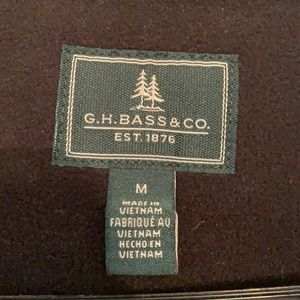 G.H.BASS&CO.
EST. 1876
M
MADE IN
VIETNAM
FABRIQUÉ AU
VIETNAM
HECHO EN
VIETNAM